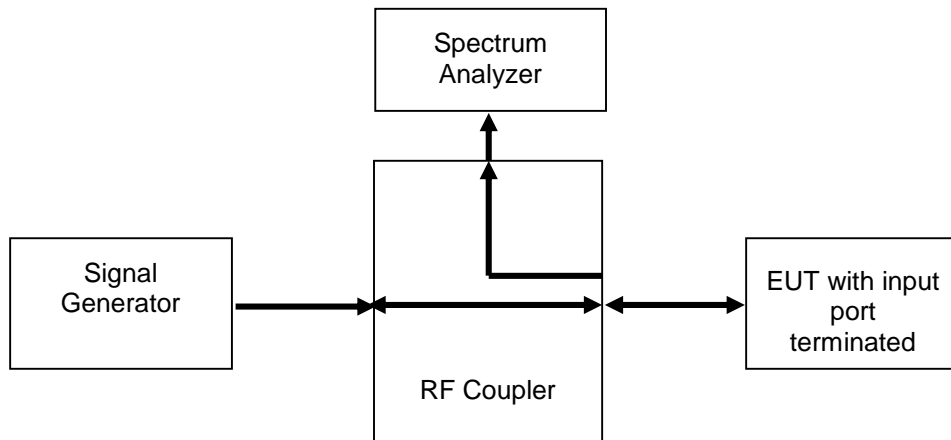 Spectrum
Analyzer
Signal
Generator
EUT with input
port
terminated
RF Coupler